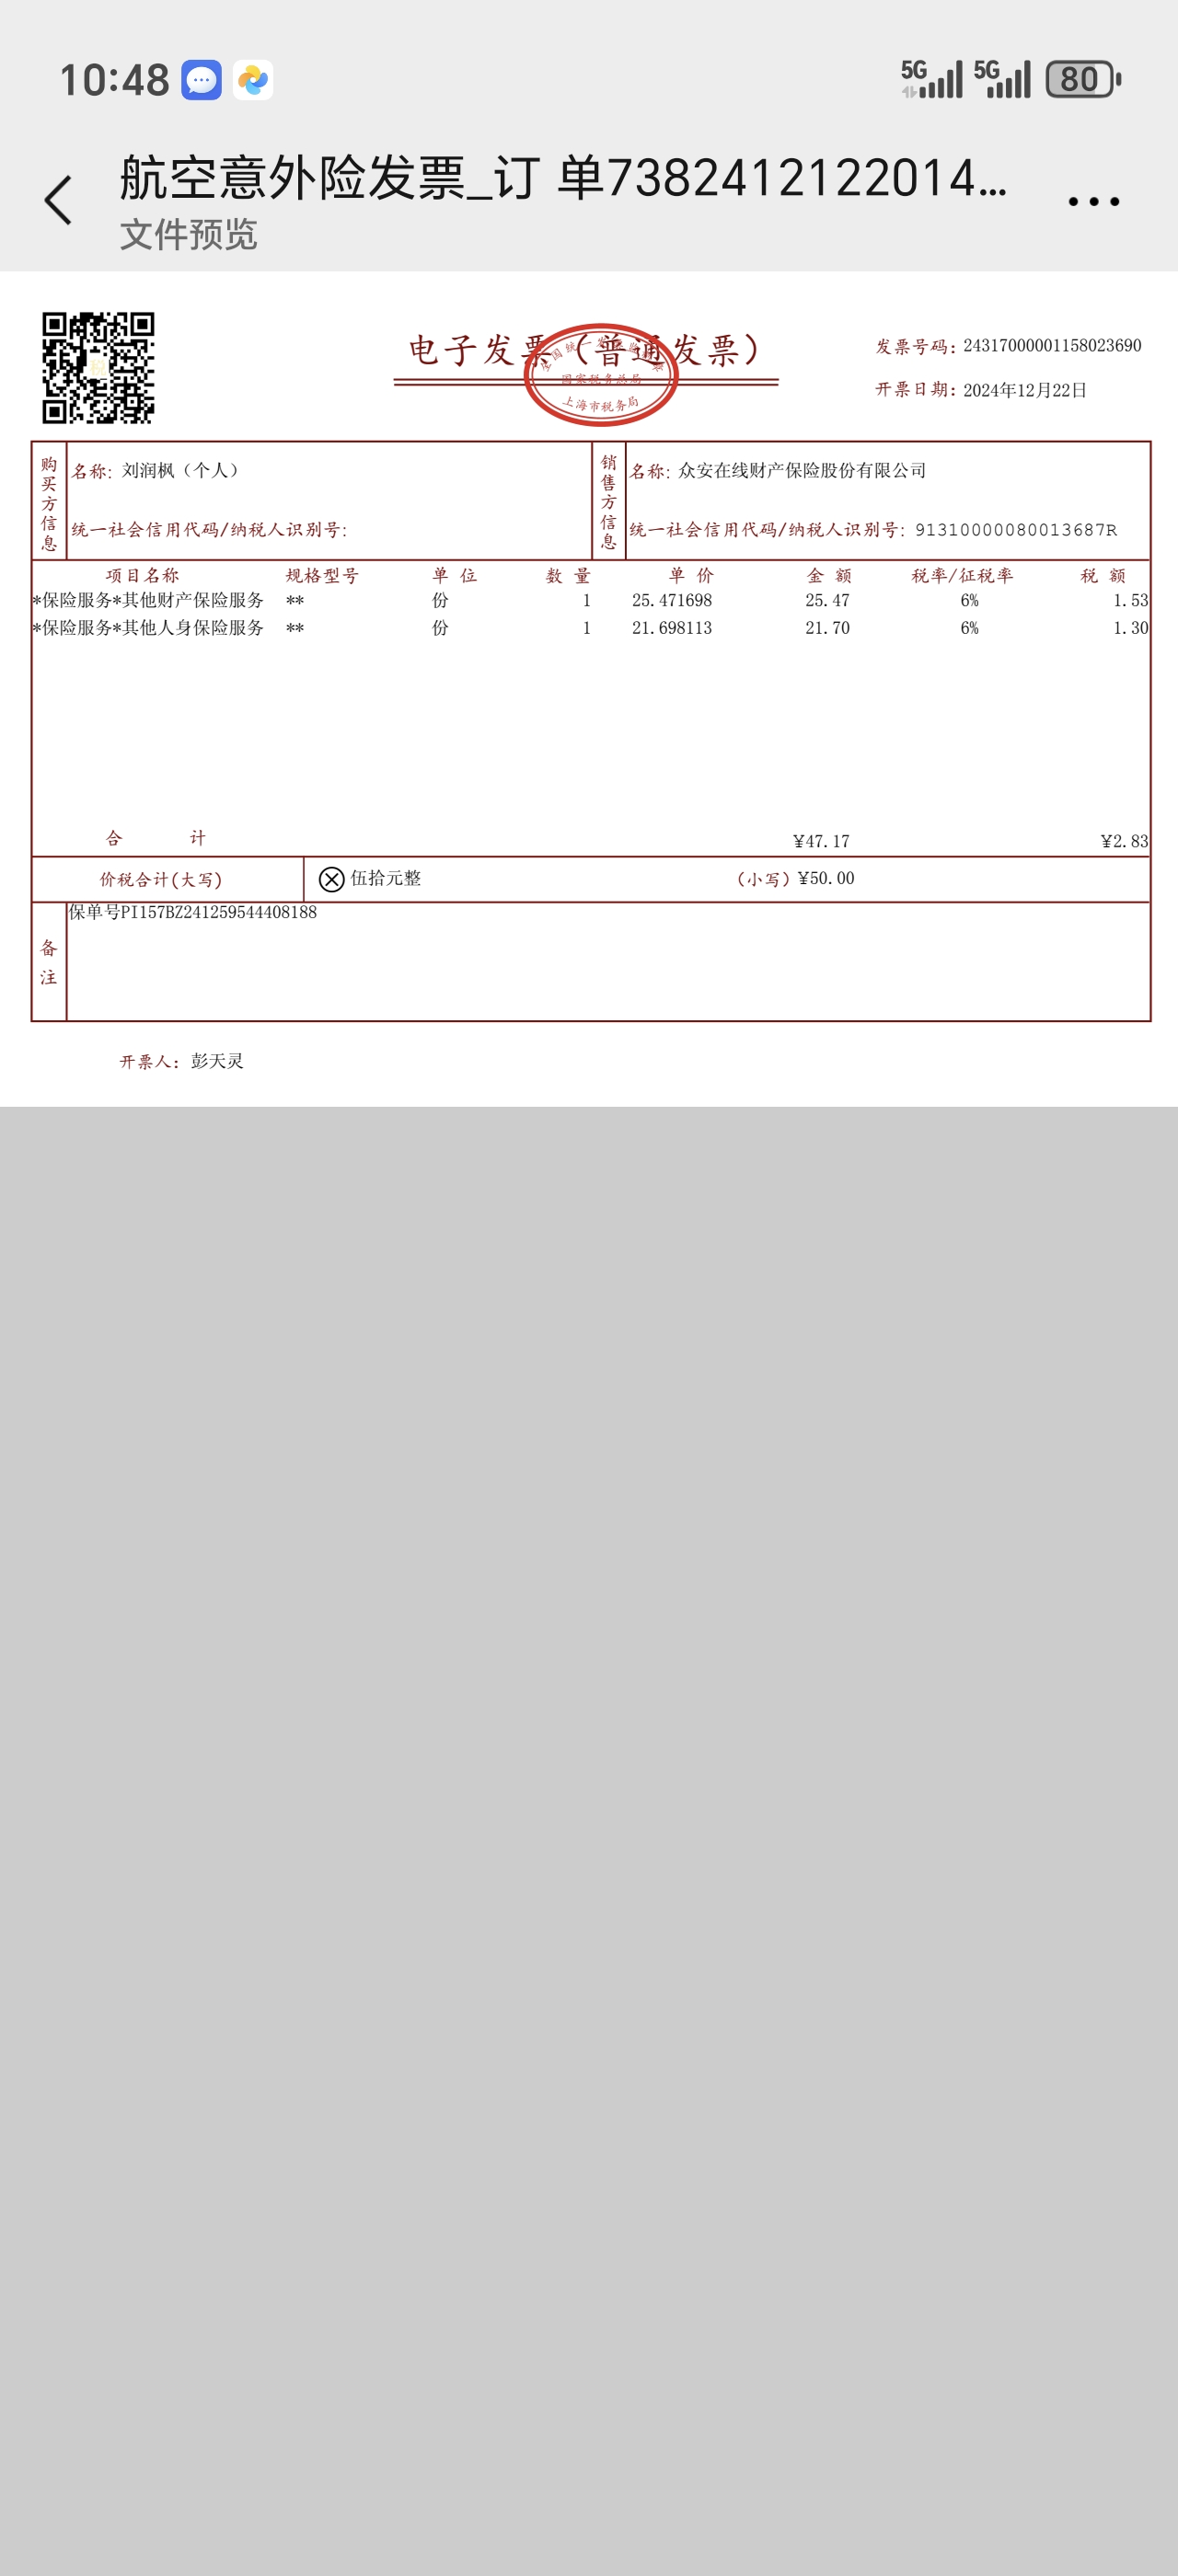 10:48 5G 5G 80
航空意外险发票_订 单7382412122014...
文件预览
税
电子发票（普通发票）
全国统一发票监制章
国家税务总局
上海市税务局
发票号码：24317000001158023690
开票日期：2024年12月22日
购买方信息
名称：刘润枫（个人）
统一社会信用代码/纳税人识别号：
销售方信息
名称：众安在线财产保险股份有限公司
统一社会信用代码/纳税人识别号：91310000080013687R
项目名称 规格型号 单 位 数 量 单 价 金 额 税率/征税率 税 额
*保险服务*其他财产保险服务 ** 份 1 25.471698 25.47 6% 1.53
*保险服务*其他人身保险服务 ** 份 1 21.698113 21.70 6% 1.30
合 计 ¥47.17 ¥2.83
价税合计(大写) 伍拾元整 （小写）¥50.00
备注
保单号PI157BZ241259544408188
开票人：彭天灵